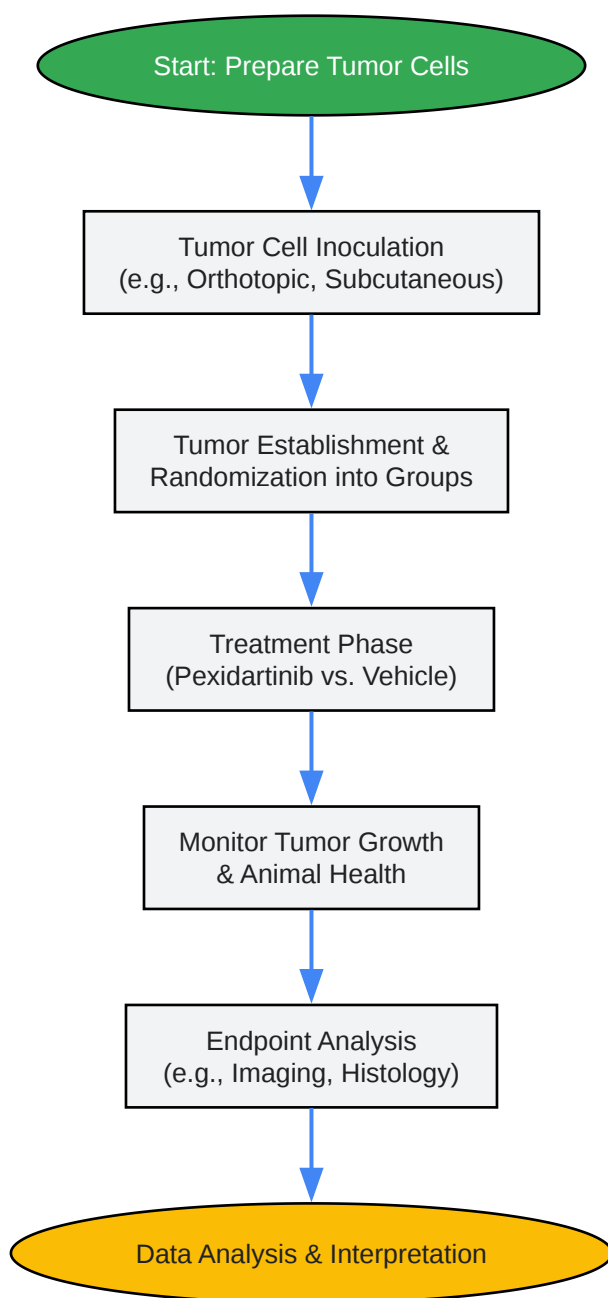 Start: Prepare Tumor Cells
Tumor Cell Inoculation
(e.g., Orthotopic, Subcutaneous)
Tumor Establishment &
Randomization into Groups
Treatment Phase
(Pexidartinib vs. Vehicle)
Monitor Tumor Growth
& Animal Health
Endpoint Analysis
(e.g., Imaging, Histology)
Data Analysis & Interpretation